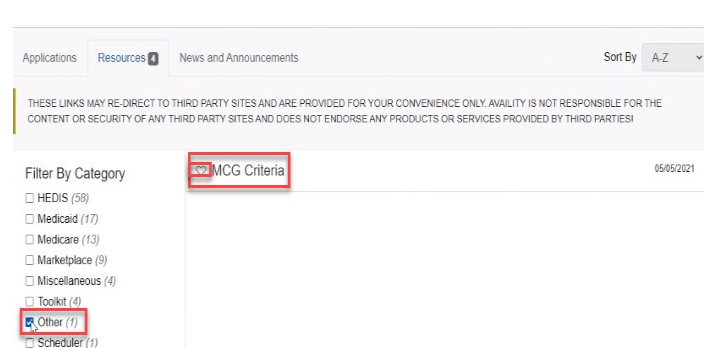 Applications Resources 4 News and Announcements Sort By A-Z
THESE LINKS MAY RE-DIRECT TO THIRD PARTY SITES AND ARE PROVIDED FOR YOUR CONVENIENCE ONLY. AVAILITY IS NOT RESPONSIBLE FOR THE
CONTENT OR SECURITY OF ANY THIRD PARTY SITES AND DOES NOT ENDORSE ANY PRODUCTS OR SERVICES PROVIDED BY THIRD PARTIES!
Filter By Category
MCG Criteria 05/05/2021
HEDIS (58)
Medicaid (17)
Medicare (13)
Marketplace (9)
Miscellaneous (4)
Toolkit (4)
Other (1)
Scheduler (1)